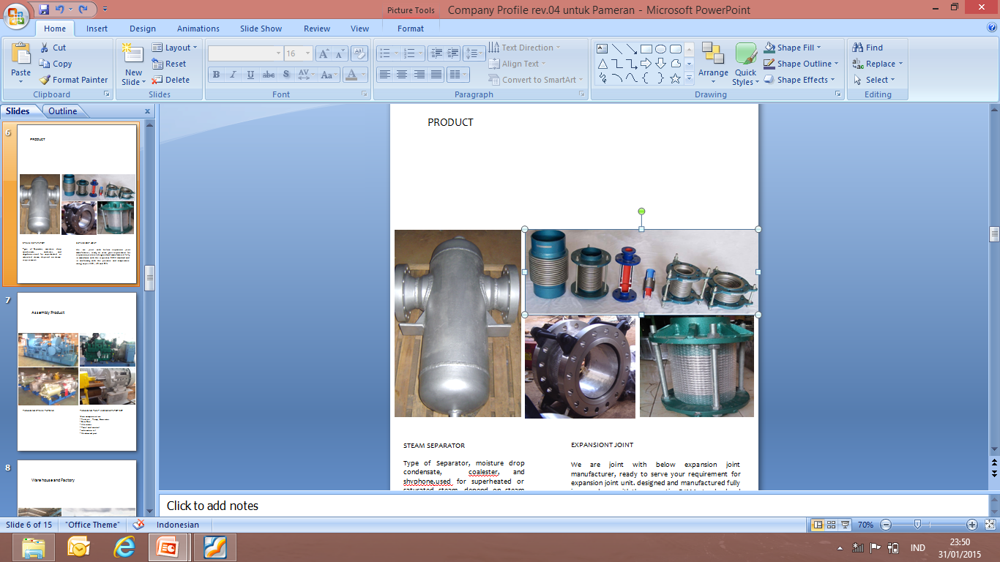 Picture Tools
Company Profile rev.04 untuk Pameran - Microsoft PowerPoint
Home
Insert
Design
Animations
Slide Show
Review
View
Format
Paste
Cut
Copy
Format Painter
Clipboard
New Slide
Layout
Reset
Delete
Slides
16
Font
Text Direction
Align Text
Convert to SmartArt
Paragraph
Arrange
Quick Styles
Shape Fill
Shape Outline
Shape Effects
Drawing
Find
Replace
Select
Editing
Slides
Outline
6
PRODUCT
7
Assembly Product
8
Ware house and Factory
PRODUCT
STEAM SEPARATOR
Type of Separator, moisture drop
condensate, coalester, and
shyphone,used for superheated or
saturated steam, depend on steam
EXPANSIONT JOINT
We are joint with below expansion joint
manufacturer, ready to serve your requirement for
expansion joint unit. designed and manufactured fully
Click to add notes
Slide 6 of 15
"Office Theme"
Indonesian
70%
IND
23:50
31/01/2015